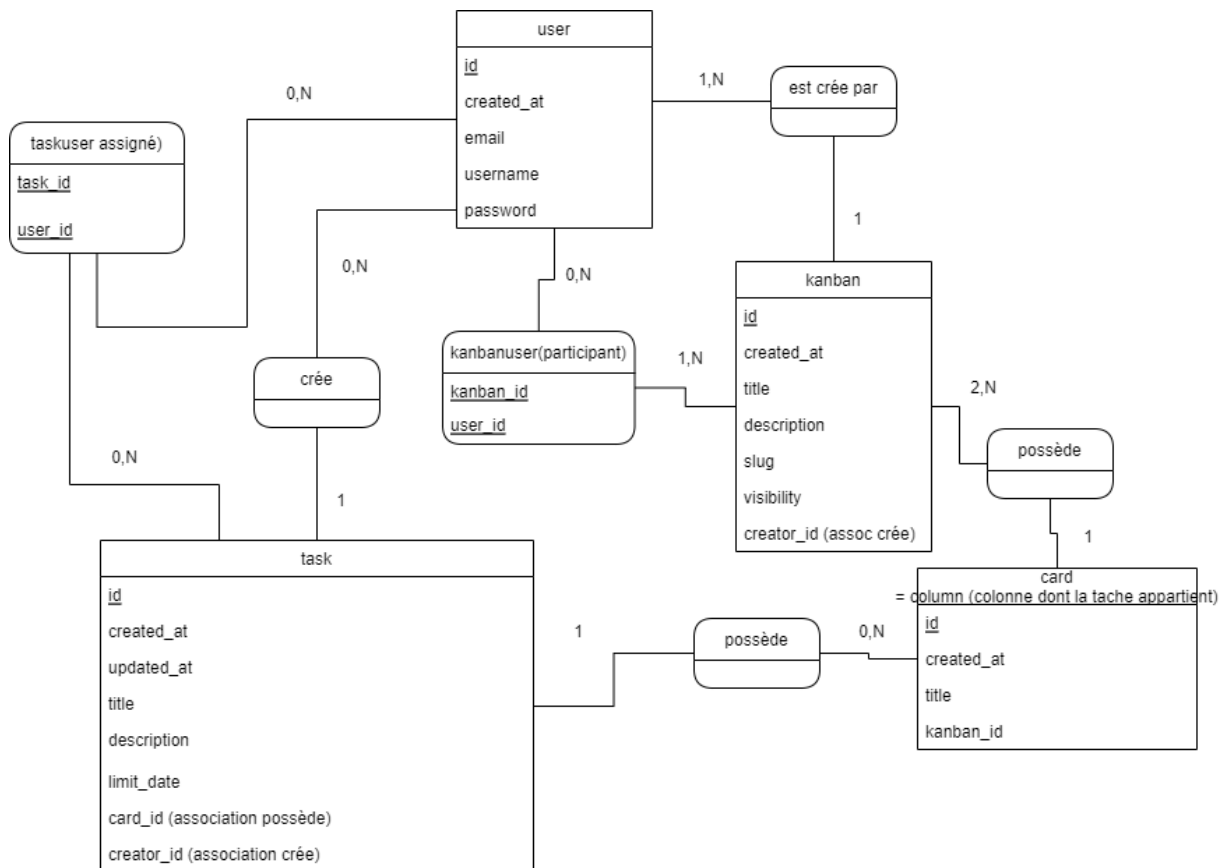 user
id
created_at
email
username
password
1,N
est crée par
0,N
taskuser assigné)
task_id
user_id
1
0,N
0,N
kanban
id
created_at
title
description
slug
visibility
creator_id (assoc crée)
kanbanuser(participant)
kanban_id
user_id
1,N
crée
2,N
possède
0,N
1
1
task
id
created_at
updated_at
title
description
limit_date
card_id (association possède)
creator_id (association crée)
card
= column (colonne dont la tache appartient)
id
created_at
title
kanban_id
1
possède
0,N